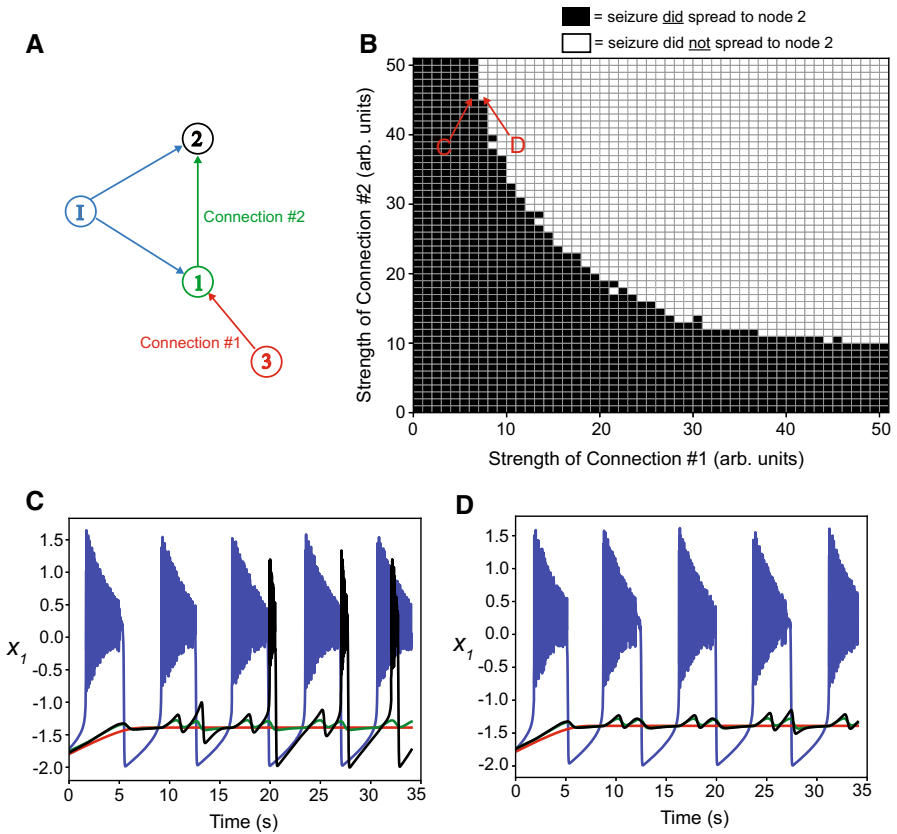 = seizure did spread to node 2
= seizure did not spread to node 2
A
2
I
Connection #2
1
Connection #1
3
B
Strength of Connection #2 (arb. units)
50
40
30
20
10
0
C
D
0
10
20
30
40
50
Strength of Connection #1 (arb. units)
C
x1
1.5
1.0
0.5
0.0
-0.5
-1.0
-1.5
-2.0
0
5
10
15
20
25
30
35
Time (s)
D
x1
1.5
1.0
0.5
0.0
-0.5
-1.0
-1.5
-2.0
0
5
10
15
20
25
30
35
Time (s)